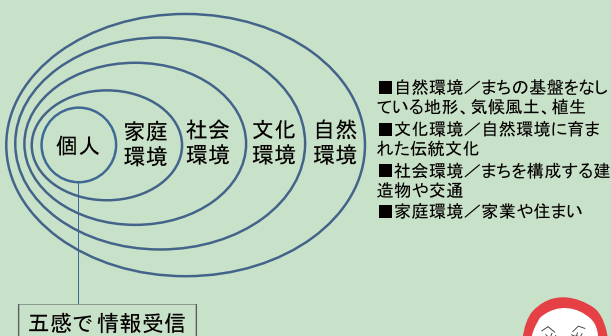 個人
家庭
環境
社会
環境
文化
環境
自然
環境
■自然環境／まちの基盤をなし
ている地形、気候風土、植生
■文化環境／自然環境に育ま
れた伝統文化
■社会環境／まちを構成する建
造物や交通
■家庭環境／家業や住まい
五感で 情報受信